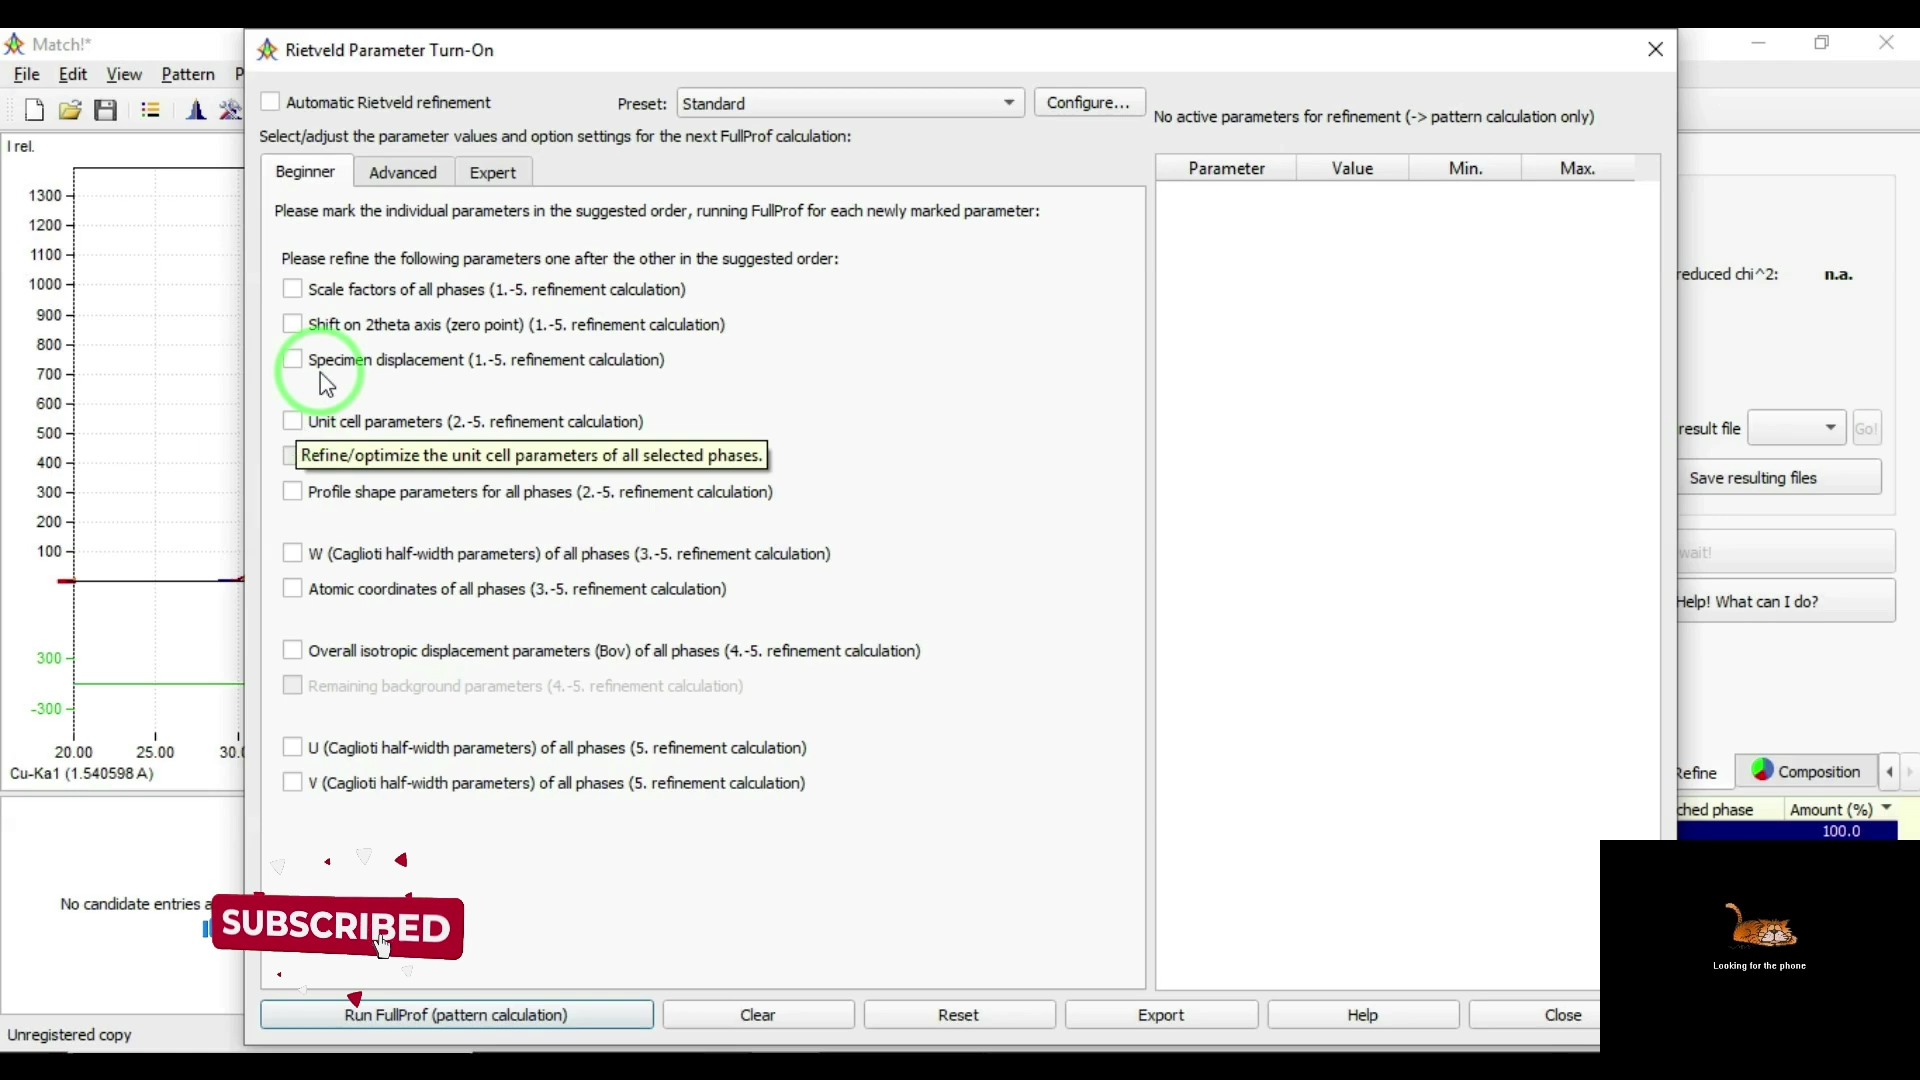 Match!*
Rietveld Parameter Turn-On
File Edit View Pattern P
Automatic Rietveld refinement
Preset: Standard
Configure...
No active parameters for refinement (-> pattern calculation only)
Select/adjust the parameter values and option settings for the next FullProf calculation:
Beginner Advanced Expert
Parameter Value Min. Max.
Please mark the individual parameters in the suggested order, running FullProf for each newly marked parameter:
Please refine the following parameters one after the other in the suggested order:
Scale factors of all phases (1.-5. refinement calculation)
Shift on 2theta axis (zero point) (1.-5. refinement calculation)
Specimen displacement (1.-5. refinement calculation)
Unit cell parameters (2.-5. refinement calculation)
Refine/optimize the unit cell parameters of all selected phases.
Profile shape parameters for all phases (2.-5. refinement calculation)
W (Caglioti half-width parameters) of all phases (3.-5. refinement calculation)
Atomic coordinates of all phases (3.-5. refinement calculation)
Overall isotropic displacement parameters (Bov) of all phases (4.-5. refinement calculation)
Remaining background parameters (4.-5. refinement calculation)
U (Caglioti half-width parameters) of all phases (5. refinement calculation)
V (Caglioti half-width parameters) of all phases (5. refinement calculation)
Run FullProf (pattern calculation)
Clear
Reset
Export
Help
Close
I rel.
1300
1200
1100
1000
900
800
700
600
500
400
300
200
100
300
-300
20.00 25.00 30.0
Cu-Ka1 (1.540598 A)
No candidate entries a
SUBSCRIBED
Unregistered copy
reduced chi^2: n.a.
result file
Go!
Save resulting files
wait!
Help! What can I do?
Refine
Composition
ched phase Amount (%)
100.0
Looking for the phone